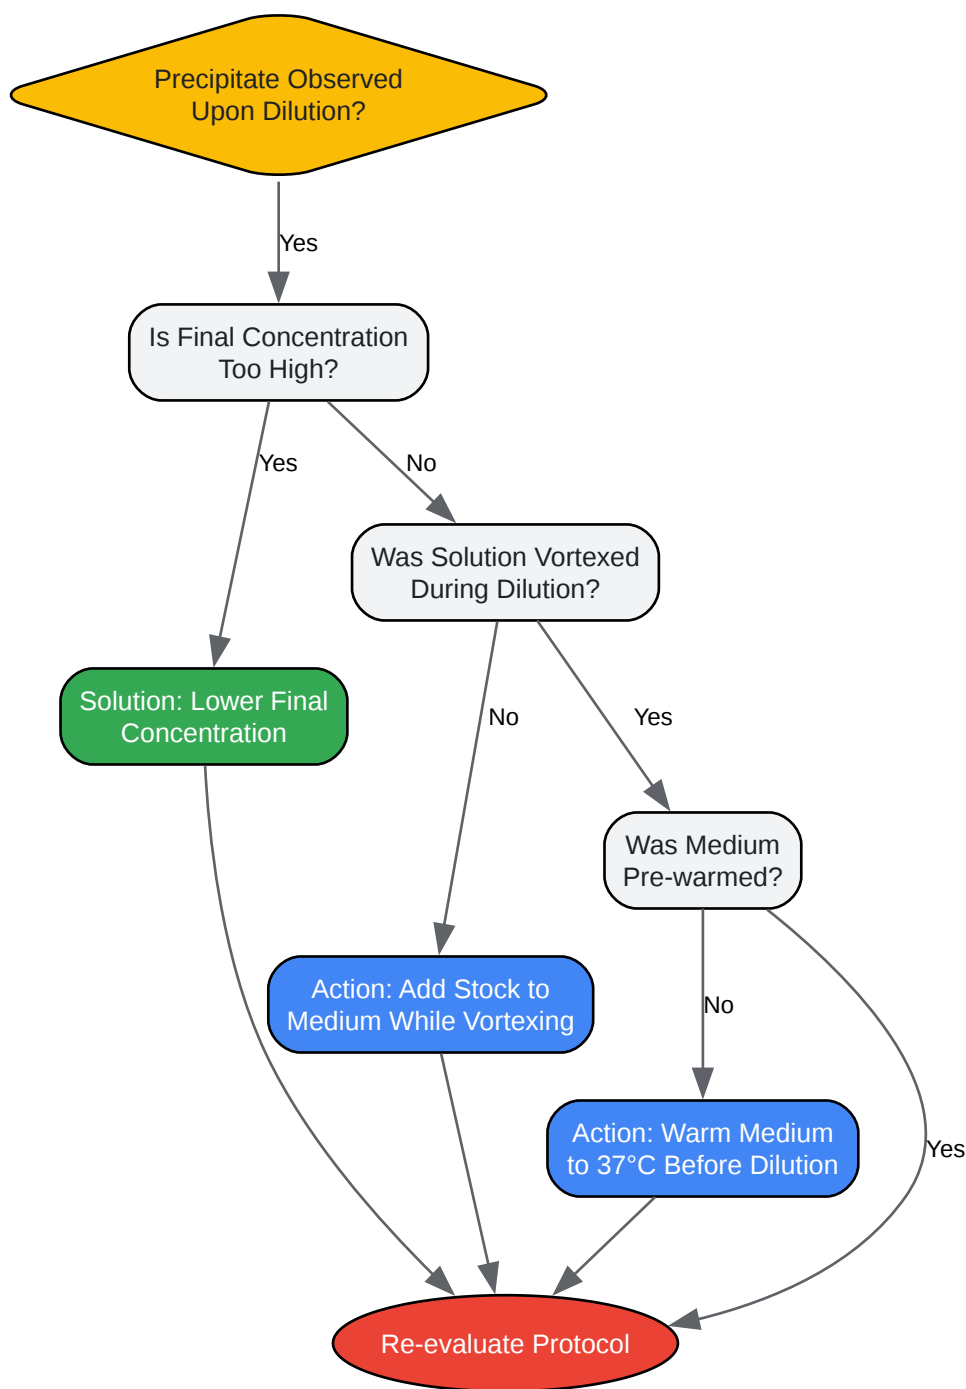 Precipitate Observed
Upon Dilution?
Yes
Is Final Concentration
Too High?
Yes
No
Was Solution Vortexed
During Dilution?
Solution: Lower Final
Concentration
No
Yes
Was Medium
Pre-warmed?
Action: Add Stock to
Medium While Vortexing
No
Action: Warm Medium
to 37°C Before Dilution
Yes
Re-evaluate Protocol